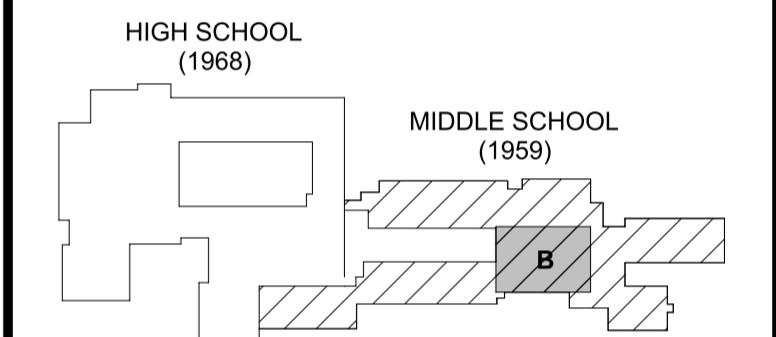 HIGH SCHOOL
(1968)
MIDDLE SCHOOL
(1959)
B